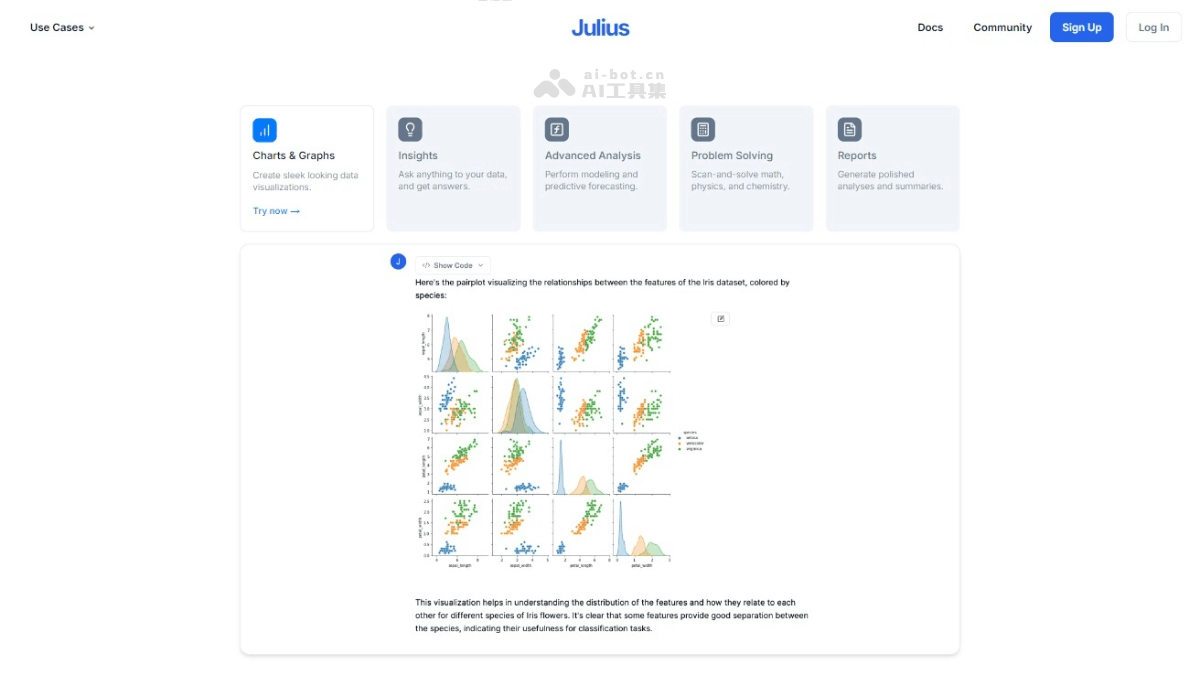 Use Cases
Julius
Docs
Community
Sign Up
Log In
ai-bot.cn
AI工具集
Charts & Graphs
Create sleek looking data
visualizations.
Try now →
Insights
Ask anything to your data,
and get answers.
Advanced Analysis
Perform modeling and
predictive forecasting.
Problem Solving
Scan-and-solve math,
physics, and chemistry.
Reports
Generate polished
analyses and summaries.
J
</> Show Code
Here's the pairplot visualizing the relationships between the features of the Iris dataset, colored by
species:
sepal_length
sepal_width
petal_length
petal_width
species
setosa
versicolor
virginica
sepal_length
sepal_width
petal_length
petal_width
This visualization helps in understanding the distribution of the features and how they relate to each
other for different species of Iris flowers. It's clear that some features provide good separation between
the species, indicating their usefulness for classification tasks.